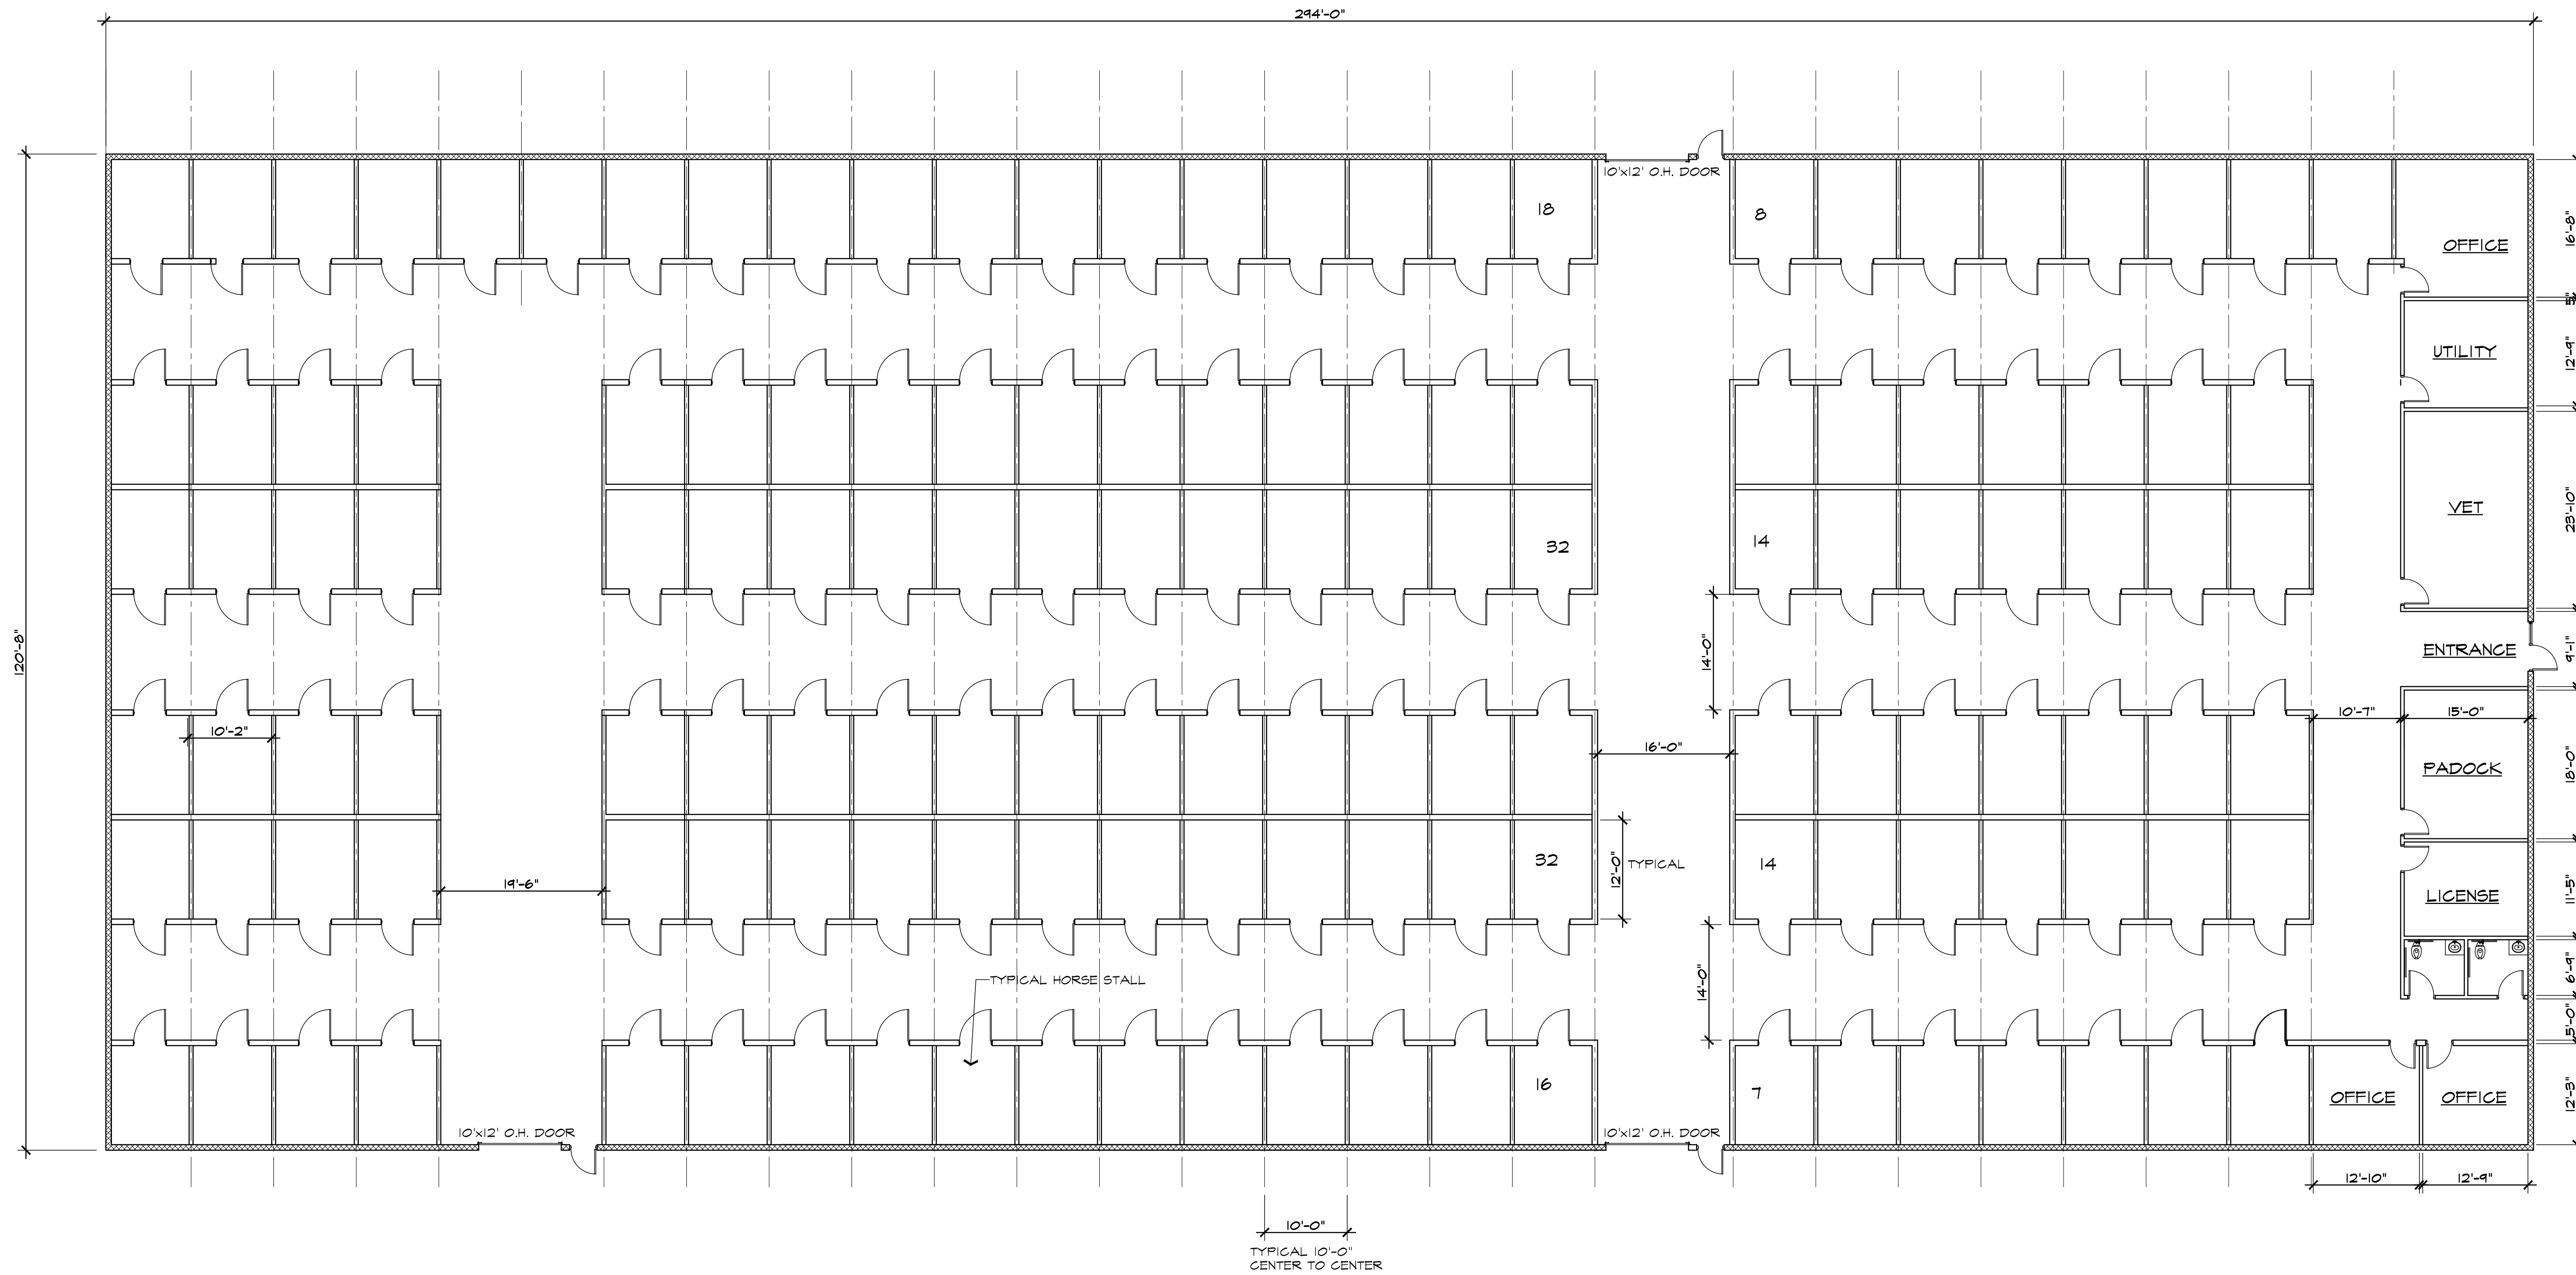 294'-0"
10'x12' O.H. DOOR
18
8
OFFICE
16'-8"
5"
UTILITY
12'-9"
VET
23'-10"
32
14
120'-8"
14'-0"
ENTRANCE
9'-1"
10'-2"
16'-0"
10'-7"
15'-0"
PADOCK
18'-0"
19'-6"
32
12'-0"
TYPICAL
14
LICENSE
11'-5"
TYPICAL HORSE STALL
14'-0"
6'-9"
5'-0"
16
7
OFFICE
OFFICE
12'-3"
10'x12' O.H. DOOR
10'x12' O.H. DOOR
12'-10"
12'-9"
10'-0"
TYPICAL 10'-0"
CENTER TO CENTER